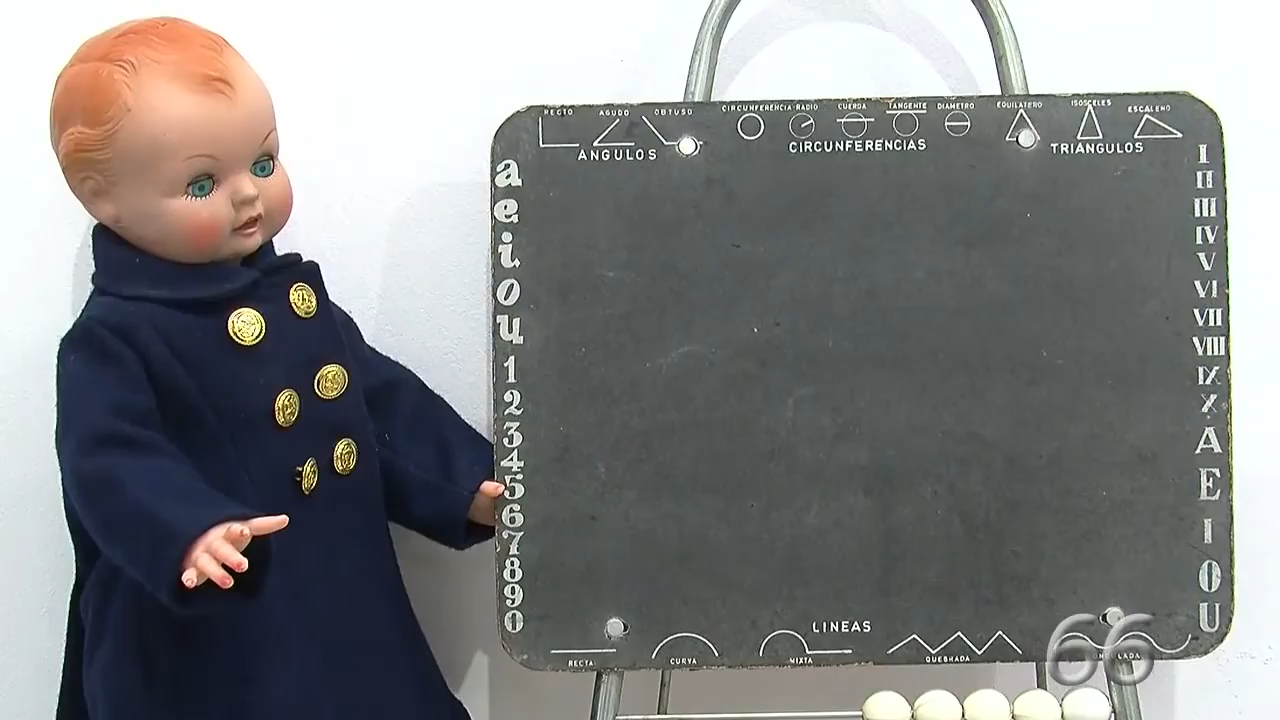 RECTO AGUDO OBTUSO CIRCUNFERENCIA RADIO CUERDA TANGENTE DIAMETRO EQUILATERO ISOSCELES ESCALENO
ANGULOS CIRCUNFERENCIAS TRIANGULOS
a
e
i
o
u
1
2
3
4
5
6
7
8
9
0
I
II
III
IV
V
VI
VII
VIII
IX
X
A
E
I
O
U
LINEAS
RECTA CURVA MIXTA QUEBRADA
66